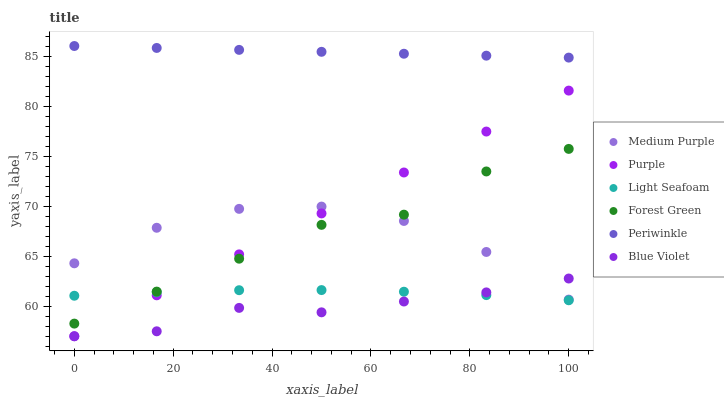 title
yaxis_label
85
80
75
70
65
60
0 20 40 60 80 100
xaxis_label
Medium Purple
Purple
Light Seafoam
Forest Green
Periwinkle
Blue Violet